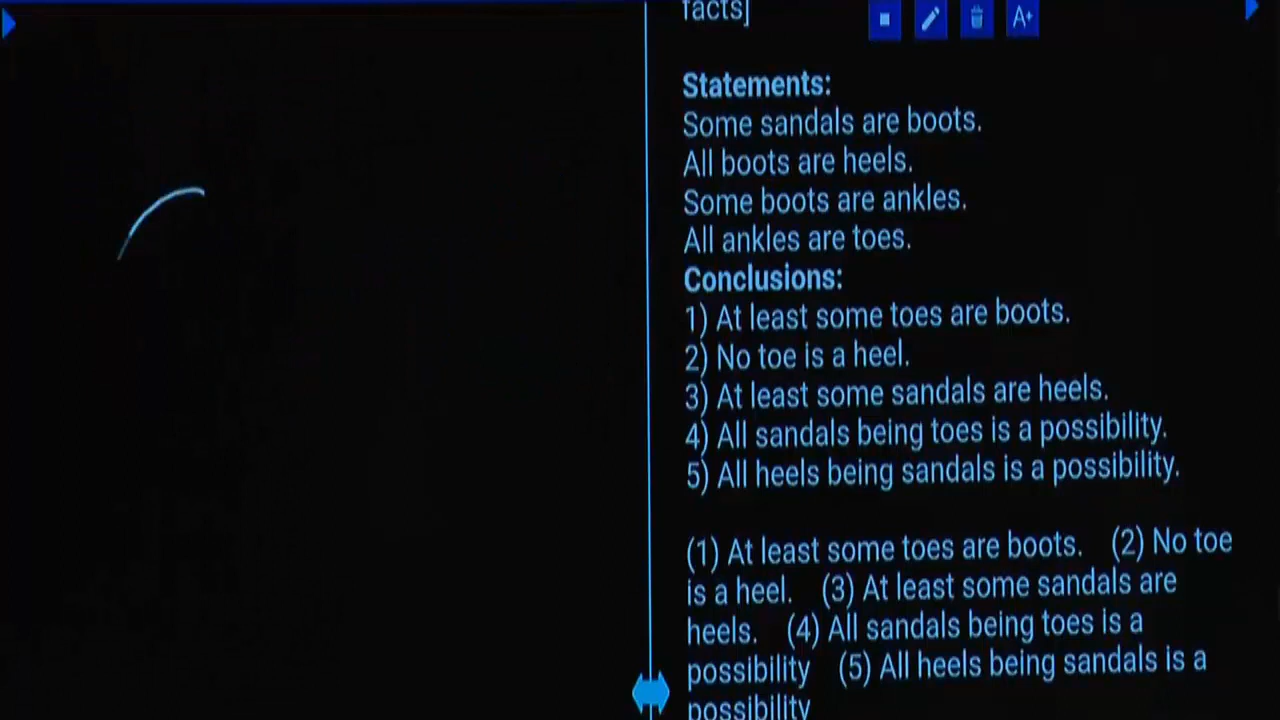 facts]
A+
Statements:
Some sandals are boots.
All boots are heels.
Some boots are ankles.
All ankles are toes.
Conclusions:
1) At least some toes are boots.
2) No toe is a heel.
3) At least some sandals are heels.
4) All sandals being toes is a possibility.
5) All heels being sandals is a possibility.
(1) At least some toes are boots. (2) No toe
is a heel. (3) At least some sandals are
heels. (4) All sandals being toes is a
possibility (5) All heels being sandals is a
possibility